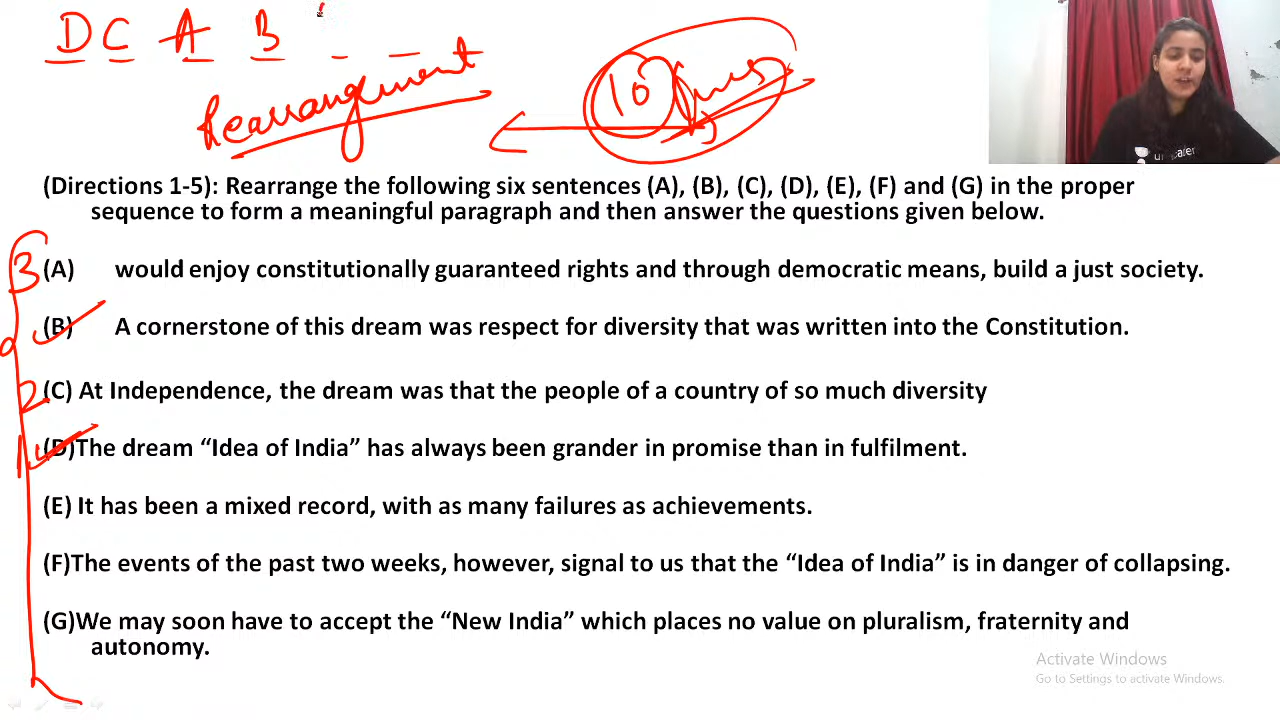 D C A B
Rearrangement
10
(Directions 1-5): Rearrange the following six sentences (A), (B), (C), (D), (E), (F) and (G) in the proper
sequence to form a meaningful paragraph and then answer the questions given below.
3 (A) would enjoy constitutionally guaranteed rights and through democratic means, build a just society.
(B) A cornerstone of this dream was respect for diversity that was written into the Constitution.
2 (C) At Independence, the dream was that the people of a country of so much diversity
1 (D)The dream “Idea of India” has always been grander in promise than in fulfilment.
(E) It has been a mixed record, with as many failures as achievements.
(F)The events of the past two weeks, however, signal to us that the “Idea of India” is in danger of collapsing.
(G)We may soon have to accept the “New India” which places no value on pluralism, fraternity and
autonomy.
Activate Windows
Go to Settings to activate Windows.